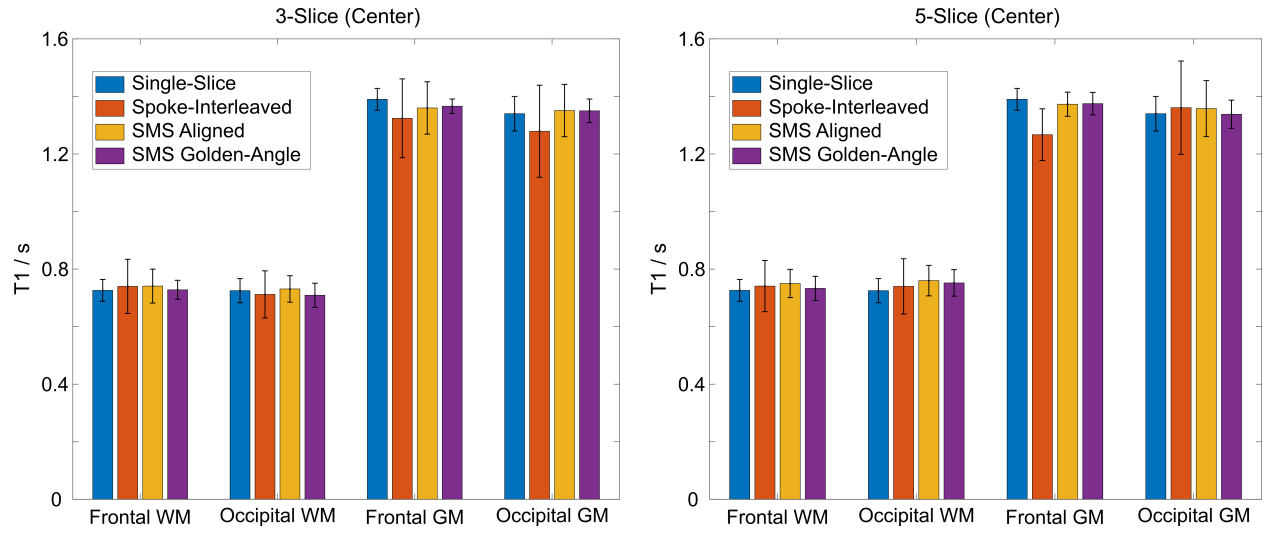 3-Slice (Center)
1.6
1.2
0.8
0.4
0
T1 / s
Single-Slice
Spoke-Interleaved
SMS Aligned
SMS Golden-Angle
Frontal WM
Occipital WM
Frontal GM
Occipital GM
5-Slice (Center)
1.6
1.2
0.8
0.4
0
T1 / s
Single-Slice
Spoke-Interleaved
SMS Aligned
SMS Golden-Angle
Frontal WM
Occipital WM
Frontal GM
Occipital GM